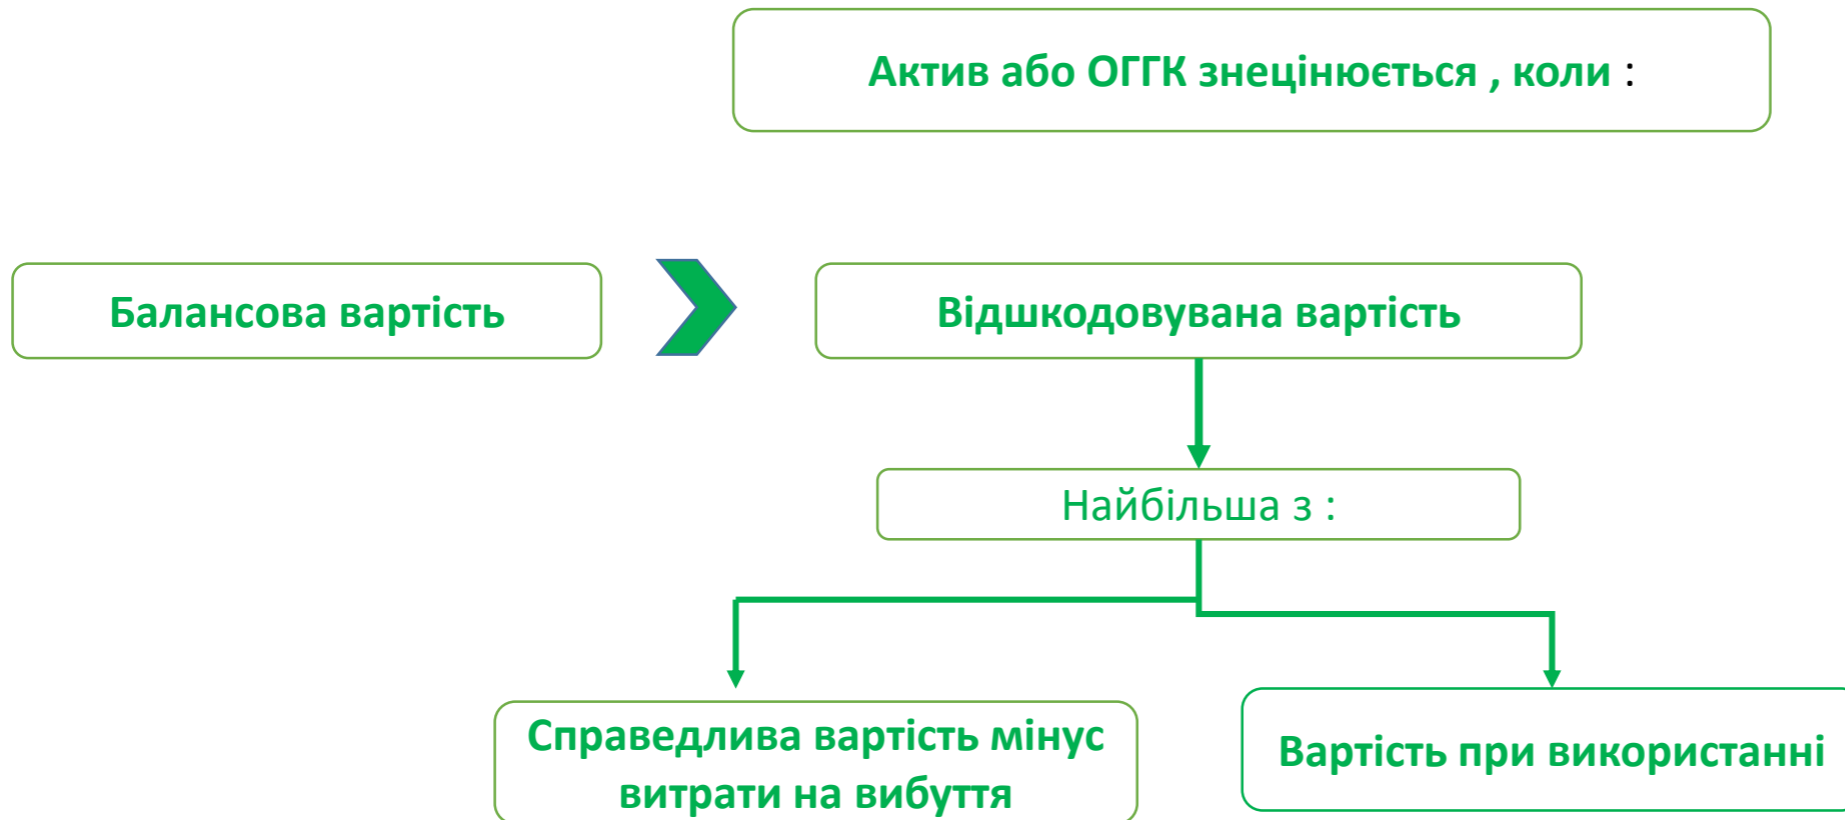 Актив або ОГГК знецінюється , коли :
Балансова вартість
Відшкодовувана вартість
Найбільша з :
Справедлива вартість мінус
витрати на вибуття
Вартість при використанні